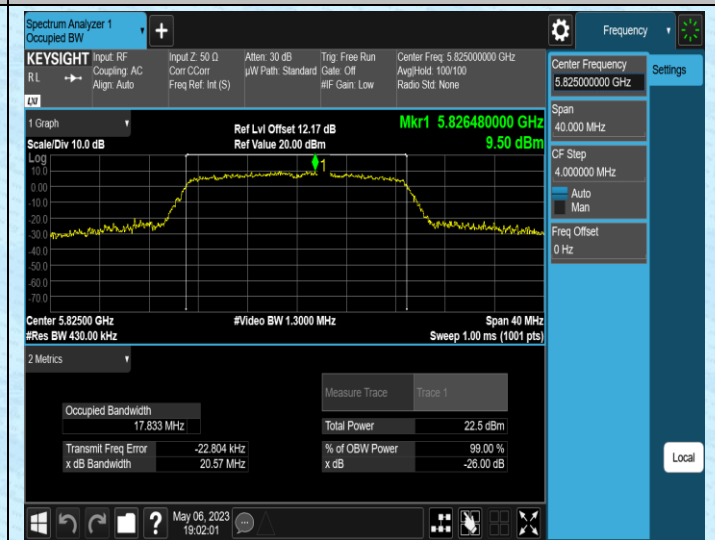 Spectrum Analyzer 1
Occupied BW
Frequency
KEYSIGHT
RL
LXI
Input: RF
Coupling: AC
Align: Auto
Input Z: 50 Ω
Corr CCorr
Freq Ref: Int (S)
Atten: 30 dB
µW Path: Standard
Trig: Free Run
Gate: Off
#IF Gain: Low
Center Freq: 5.825000000 GHz
Avg|Hold: 100/100
Radio Std: None
Center Frequency
5.825000000 GHz
Settings
Span
40.000 MHz
CF Step
4.000000 MHz
Auto
Man
Freq Offset
0 Hz
Local
1 Graph
Scale/Div 10.0 dB
Ref Lvl Offset 12.17 dB
Ref Value 20.00 dBm
Mkr1 5.826480000 GHz
9.50 dBm
Log
10.0
0.00
-10.0
-20.0
-30.0
-40.0
-50.0
-60.0
-70.0
1
Center 5.82500 GHz
#Video BW 1.3000 MHz
Span 40 MHz
#Res BW 430.00 kHz
Sweep 1.00 ms (1001 pts)
2 Metrics
Measure Trace
Trace 1
Occupied Bandwidth
17.833 MHz
Total Power
22.5 dBm
Transmit Freq Error
-22.804 kHz
% of OBW Power
99.00 %
x dB Bandwidth
20.57 MHz
x dB
-26.00 dB
May 06, 2023
19:02:01